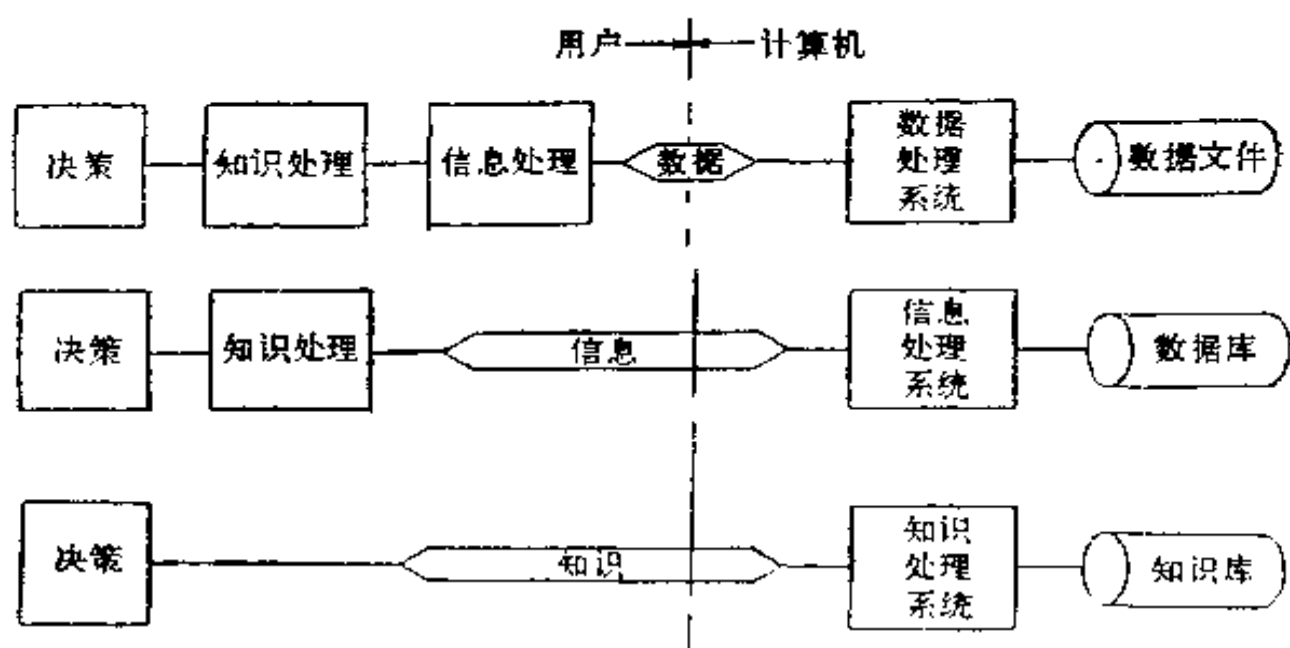 用户 计算机
决策 知识处理 信息处理 数据 数据处理系统 数据文件
决策 知识处理 信息 信息处理系统 数据库
决策 知识 知识处理系统 知识库